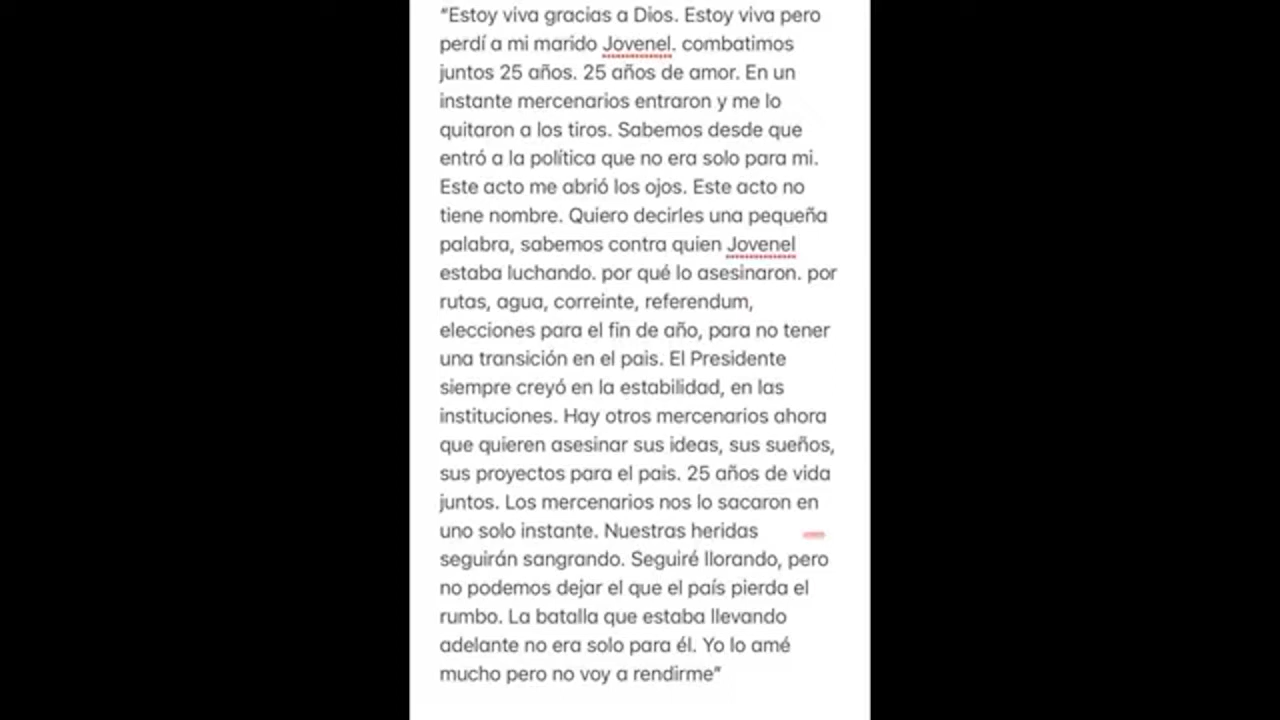 “Estoy viva gracias a Dios. Estoy viva pero
perdí a mi marido Jovenel. combatimos
juntos 25 años. 25 años de amor. En un
instante mercenarios entraron y me lo
quitaron a los tiros. Sabemos desde que
entró a la política que no era solo para mi.
Este acto me abrió los ojos. Este acto no
tiene nombre. Quiero decirles una pequeña
palabra, sabemos contra quien Jovenel
estaba luchando. por qué lo asesinaron. por
rutas, agua, correinte, referendum,
elecciones para el fin de año, para no tener
una transición en el pais. El Presidente
siempre creyó en la estabilidad, en las
instituciones. Hay otros mercenarios ahora
que quieren asesinar sus ideas, sus sueños,
sus proyectos para el pais. 25 años de vida
juntos. Los mercenarios nos lo sacaron en
uno solo instante. Nuestras heridas
seguirán sangrando. Seguiré llorando, pero
no podemos dejar el que el país pierda el
rumbo. La batalla que estaba llevando
adelante no era solo para él. Yo lo amé
mucho pero no voy a rendirme”